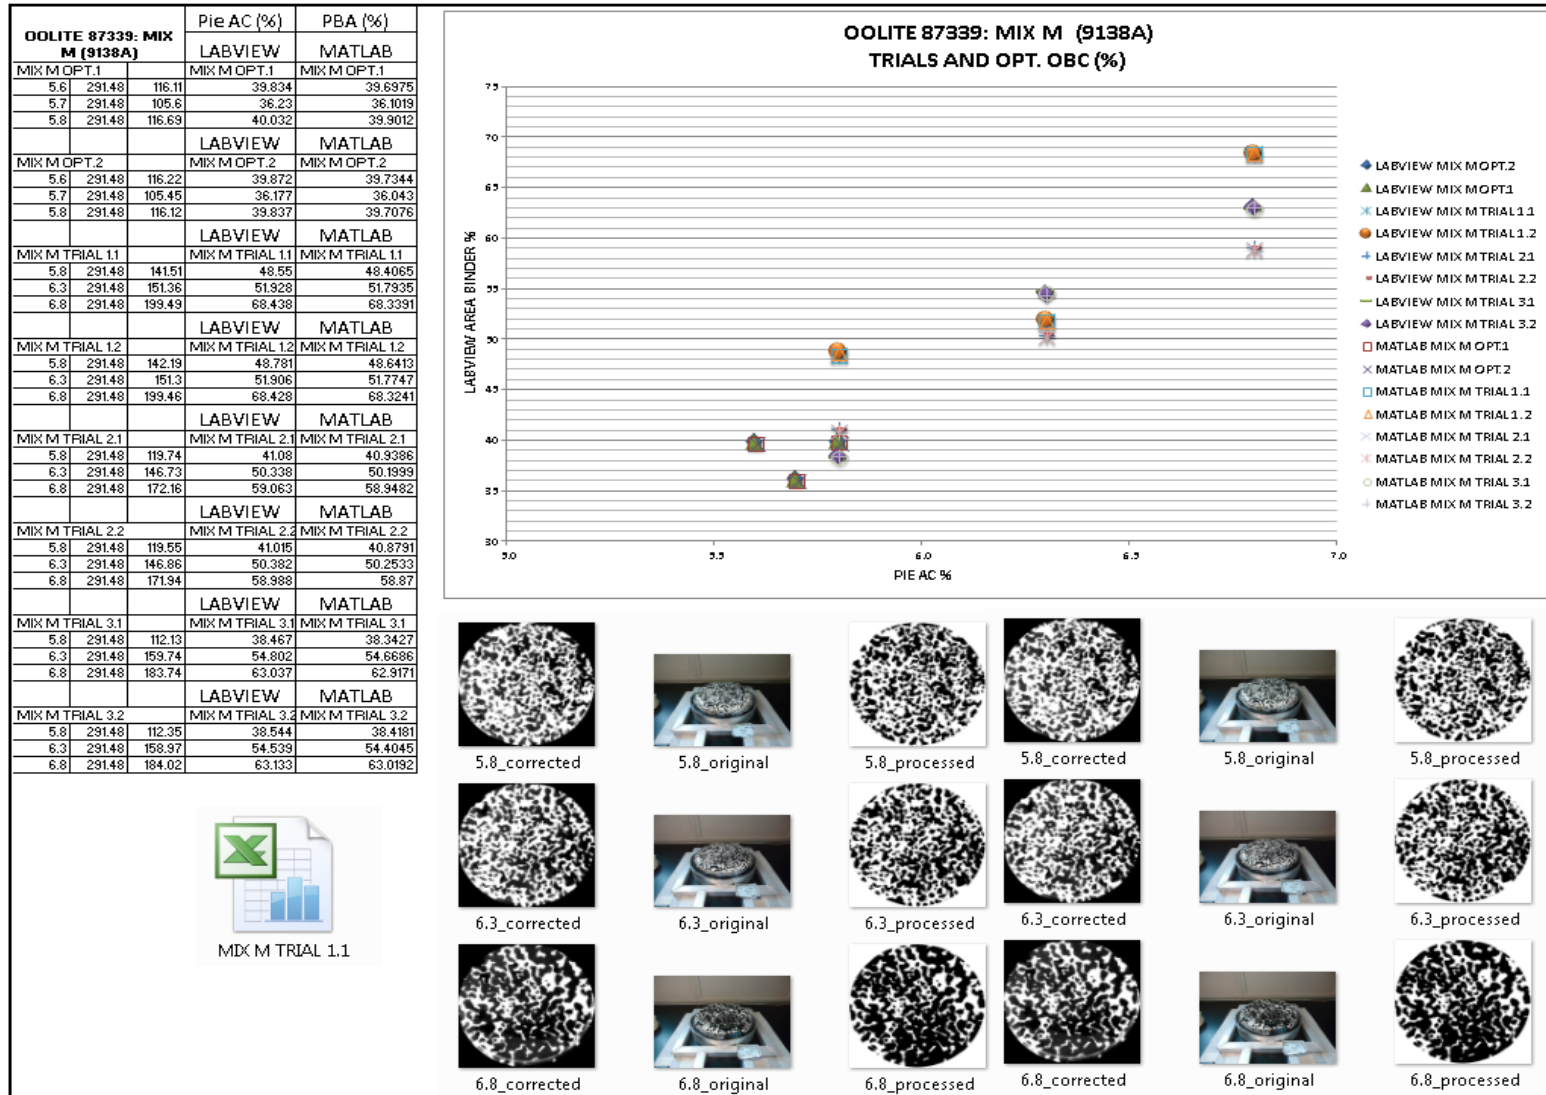 OOLITE 87339: MIX M (9138A) Pie AC (%) PBA (%)
LABVIEW MATLAB
MIX M OPT.1 MIX M OPT.1 MIX M OPT.1
5.6 291.48 116.11 39.834 39.6975
5.7 291.48 105.6 36.23 36.1019
5.8 291.48 116.69 40.032 39.9012
LABVIEW MATLAB
MIX M OPT.2 MIX M OPT.2 MIX M OPT.2
5.6 291.48 116.22 39.872 39.7344
5.7 291.48 105.45 36.177 36.043
5.8 291.48 116.12 39.837 39.7076
LABVIEW MATLAB
MIX M TRIAL 1.1 MIX M TRIAL 1.1 MIX M TRIAL 1.1
5.8 291.48 141.51 48.55 48.4065
6.3 291.48 151.36 51.928 51.7935
6.8 291.48 199.49 68.438 68.3391
LABVIEW MATLAB
MIX M TRIAL 1.2 MIX M TRIAL 1.2 MIX M TRIAL 1.2
5.8 291.48 142.19 48.781 48.6413
6.3 291.48 151.3 51.906 51.7747
6.8 291.48 199.46 68.428 68.3241
LABVIEW MATLAB
MIX M TRIAL 2.1 MIX M TRIAL 2.1 MIX M TRIAL 2.1
5.8 291.48 119.74 41.08 40.9386
6.3 291.48 146.73 50.338 50.1999
6.8 291.48 172.16 59.063 58.9482
LABVIEW MATLAB
MIX M TRIAL 2.2 MIX M TRIAL 2.2 MIX M TRIAL 2.2
5.8 291.48 119.55 41.015 40.8791
6.3 291.48 146.86 50.382 50.2533
6.8 291.48 171.94 58.988 58.87
LABVIEW MATLAB
MIX M TRIAL 3.1 MIX M TRIAL 3.1 MIX M TRIAL 3.1
5.8 291.48 112.13 38.467 38.3427
6.3 291.48 159.74 54.802 54.6686
6.8 291.48 183.74 63.037 62.9171
LABVIEW MATLAB
MIX M TRIAL 3.2 MIX M TRIAL 3.2 MIX M TRIAL 3.2
5.8 291.48 112.35 38.544 38.4181
6.3 291.48 158.97 54.539 54.4045
6.8 291.48 184.02 63.133 63.0192
MIX M TRIAL 1.1
OOLITE 87339: MIX M (9138A)
TRIALS AND OPT. OBC (%)
LABVIEW AREA BINDER %
75
70
65
60
55
50
45
40
35
30
5.0 5.5 6.0 6.5 7.0
PIE AC %
LABVIEW MIX M OPT.2
LABVIEW MIX M OPT.1
LABVIEW MIX M TRIAL 1.1
LABVIEW MIX M TRIAL 1.2
LABVIEW MIX M TRIAL 2.1
LABVIEW MIX M TRIAL 2.2
LABVIEW MIX M TRIAL 3.1
LABVIEW MIX M TRIAL 3.2
MATLAB MIX M OPT.1
MATLAB MIX M OPT.2
MATLAB MIX M TRIAL 1.1
MATLAB MIX M TRIAL 1.2
MATLAB MIX M TRIAL 2.1
MATLAB MIX M TRIAL 2.2
MATLAB MIX M TRIAL 3.1
MATLAB MIX M TRIAL 3.2
5.8_corrected 5.8_original 5.8_processed 5.8_corrected 5.8_original 5.8_processed
6.3_corrected 6.3_original 6.3_processed 6.3_corrected 6.3_original 6.3_processed
6.8_corrected 6.8_original 6.8_processed 6.8_corrected 6.8_original 6.8_processed